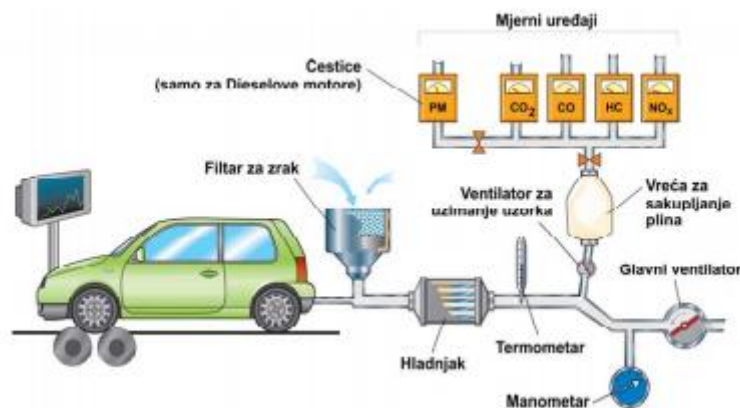 Mjerni uređaji
Čestice
(samo za Dieselove motore)
PM
CO2
CO
HC
NOx
Filtar za zrak
Ventilator za
uzimanje uzorka
Vreća za
sakupljanje
plina
Glavni ventilator
Hladnjak
Termometar
Manometar